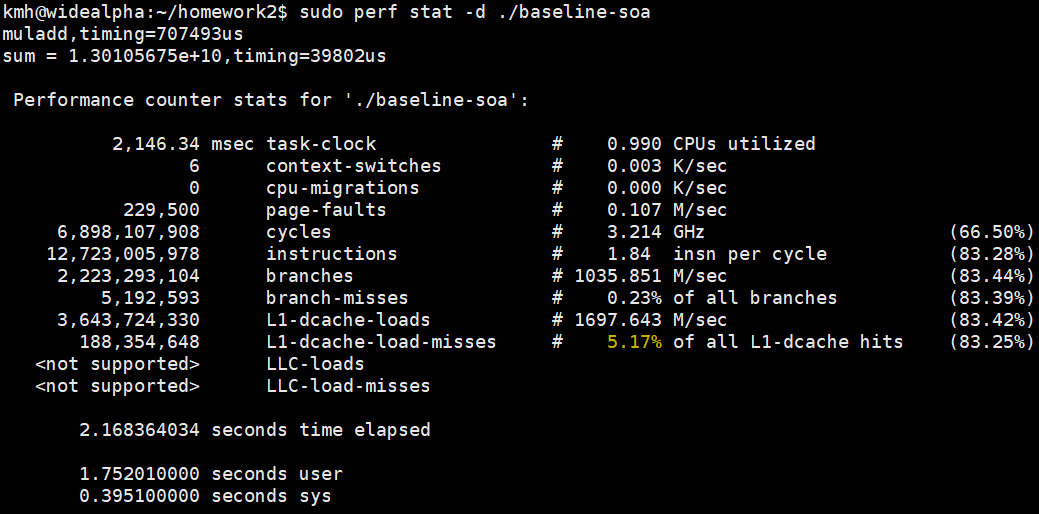 kmh@widealpha:~/homework2$ sudo perf stat -d ./baseline-soa
muladd,timing=707493us
sum = 1.30105675e+10,timing=39802us
Performance counter stats for './baseline-soa':
2,146.34 msec task-clock # 0.990 CPUs utilized
6 context-switches # 0.003 K/sec
0 cpu-migrations # 0.000 K/sec
229,500 page-faults # 0.107 M/sec
6,898,107,908 cycles # 3.214 GHz (66.50%)
12,723,005,978 instructions # 1.84 insn per cycle (83.28%)
2,223,293,104 branches # 1035.851 M/sec (83.44%)
5,192,593 branch-misses # 0.23% of all branches (83.39%)
3,643,724,330 L1-dcache-loads # 1697.643 M/sec (83.42%)
188,354,648 L1-dcache-load-misses # 5.17% of all L1-dcache hits (83.25%)
<not supported> LLC-loads
<not supported> LLC-load-misses
2.168364034 seconds time elapsed
1.752010000 seconds user
0.395100000 seconds sys